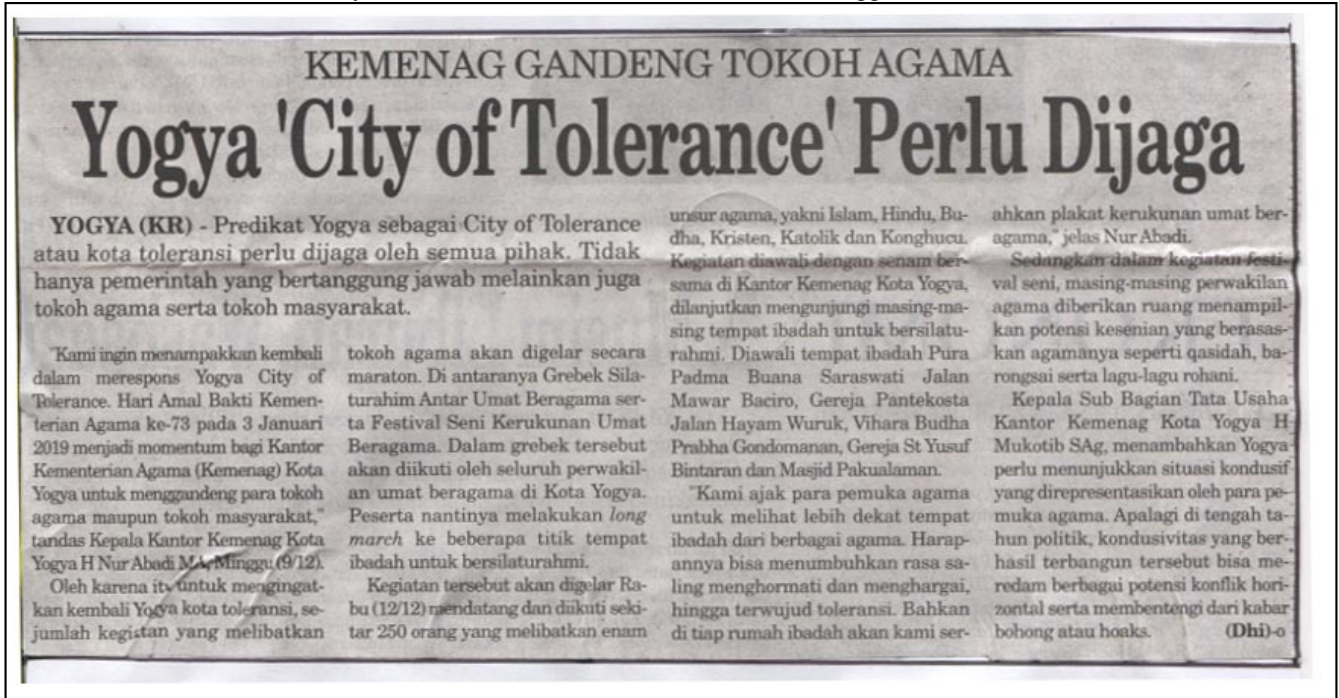 KEMENAG GANDENG TOKOH AGAMA
Yogya 'City of Tolerance' Perlu Dijaga
YOGYA (KR) - Predikat Yogya sebagai City of Tolerance
atau kota toleransi perlu dijaga oleh semua pihak. Tidak
hanya pemerintah yang bertanggung jawab melainkan juga
tokoh agama serta tokoh masyarakat.
"Kami ingin menampakkan kembali
dalam merespons Yogya City of
Tolerance. Hari Amal Bakti Kemen-
terian Agama ke-73 pada 3 Januari
2019 menjadi momentum bagi Kantor
Kementerian Agama (Kemenag) Kota
Yogya untuk menggandeng para tokoh
agama maupun tokoh masyarakat,"
tandas Kepala Kantor Kemenag Kota
Yogya H Nur Abadi MA, Minggu (9/12).
Oleh karena itu untuk mengingat-
kan kembali Yogya kota toleransi, se-
jumlah kegiatan yang melibatkan
tokoh agama akan digelar secara
maraton. Di antaranya Grebek Sila-
turahim Antar Umat Beragama ser-
ta Festival Seni Kerukunan Umat
Beragama. Dalam grebek tersebut
akan diikuti oleh seluruh perwakil-
an umat beragama di Kota Yogya.
Peserta nantinya melakukan long
march ke beberapa titik tempat
ibadah untuk bersilaturahmi.
Kegiatan tersebut akan digelar Ra-
bu (12/12) mendatang dan diikuti seki-
tar 250 orang yang melibatkan enam
unsur agama, yakni Islam, Hindu, Bu-
dha, Kristen, Katolik dan Konghucu.
Kegiatan diawali dengan senam ber-
sama di Kantor Kemenag Kota Yogya,
dilanjutkan mengunjungi masing-ma-
sing tempat ibadah untuk bersilatu-
rahmi. Diawali tempat ibadah Pura
Padma Buana Saraswati Jalan
Mawar Baciro, Gereja Pantekosta
Jalan Hayam Wuruk, Vihara Budha
Prabha Gondomanan, Gereja St Yusuf
Bintaran dan Masjid Pakualaman.
"Kami ajak para pemuka agama
untuk melihat lebih dekat tempat
ibadah dari berbagai agama. Harap-
annya bisa menumbuhkan rasa sa-
ling menghormati dan menghargai,
hingga terwujud toleransi. Bahkan
di tiap rumah ibadah akan kami ser-
ahkan plakat kerukunan umat ber-
agama," jelas Nur Abadi.
Sedangkan dalam kegiatan festi-
val seni, masing-masing perwakilan
agama diberikan ruang menampil-
kan potensi kesenian yang berasas-
kan agamanya seperti qasidah, ba-
rongsai serta lagu-lagu rohani.
Kepala Sub Bagian Tata Usaha
Kantor Kemenag Kota Yogya H
Mukotib SAg, menambahkan Yogya
perlu menunjukkan situasi kondusif
yang direpresentasikan oleh para pe-
muka agama. Apalagi di tengah ta-
hun politik, kondusivitas yang ber-
hasil terbangun tersebut bisa me-
redam berbagai potensi konflik hori-
zontal serta membentengi dari kabar
bohong atau hoaks. (Dhi)-o